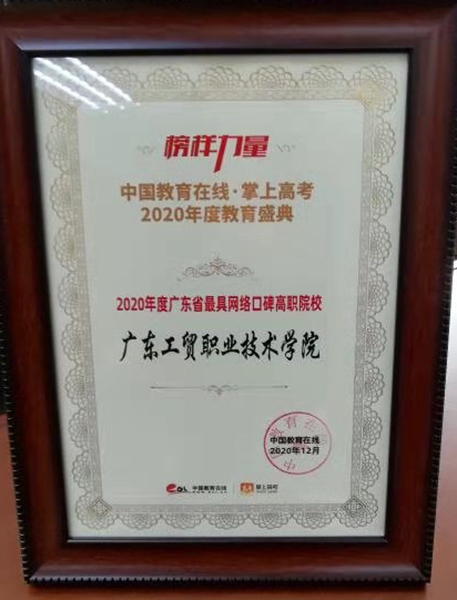 榜样力量
中国教育在线·掌上高考
2020年度教育盛典
2020年度广东省最具网络口碑高职院校
广东工贸职业技术学院
中国教育在线
2020年12月
eol 中国教育在线 掌上高考